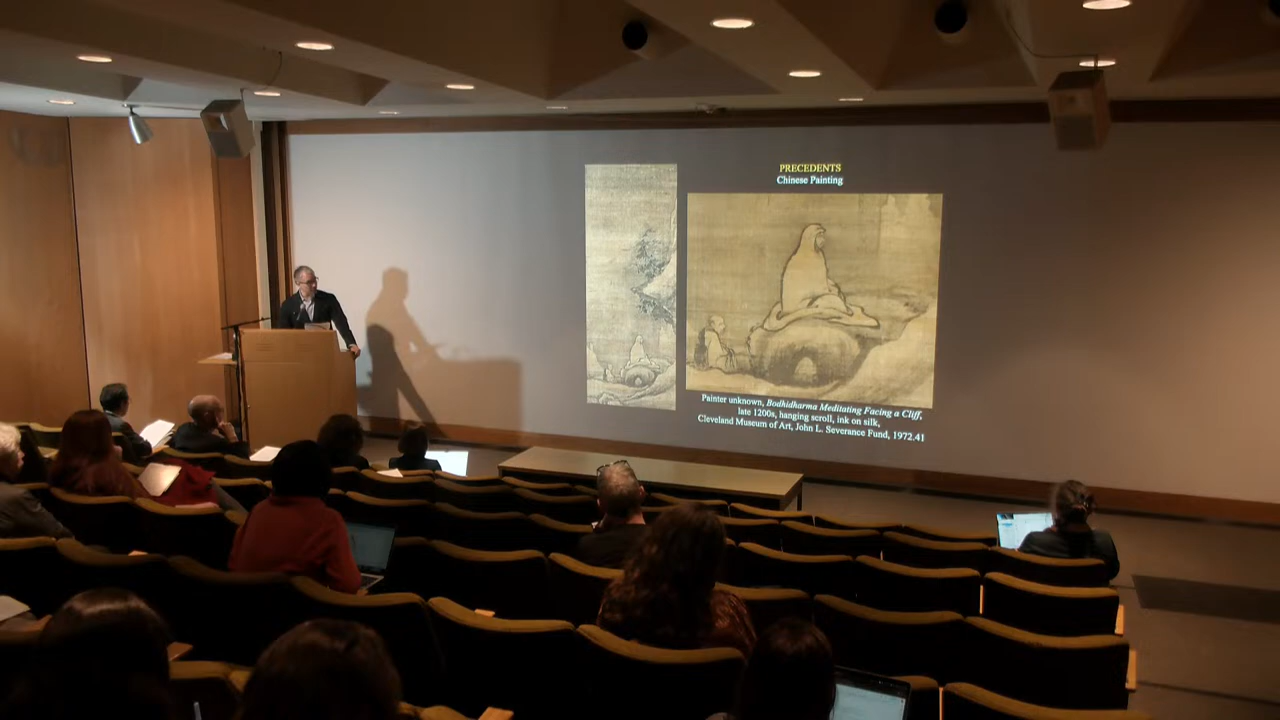 PRECEDENTS
Chinese Painting
Painter unknown, Bodhidharma Meditating Facing a Cliff,
late 1200s, hanging scroll, ink on silk,
Cleveland Museum of Art, John L. Severance Fund, 1972.41